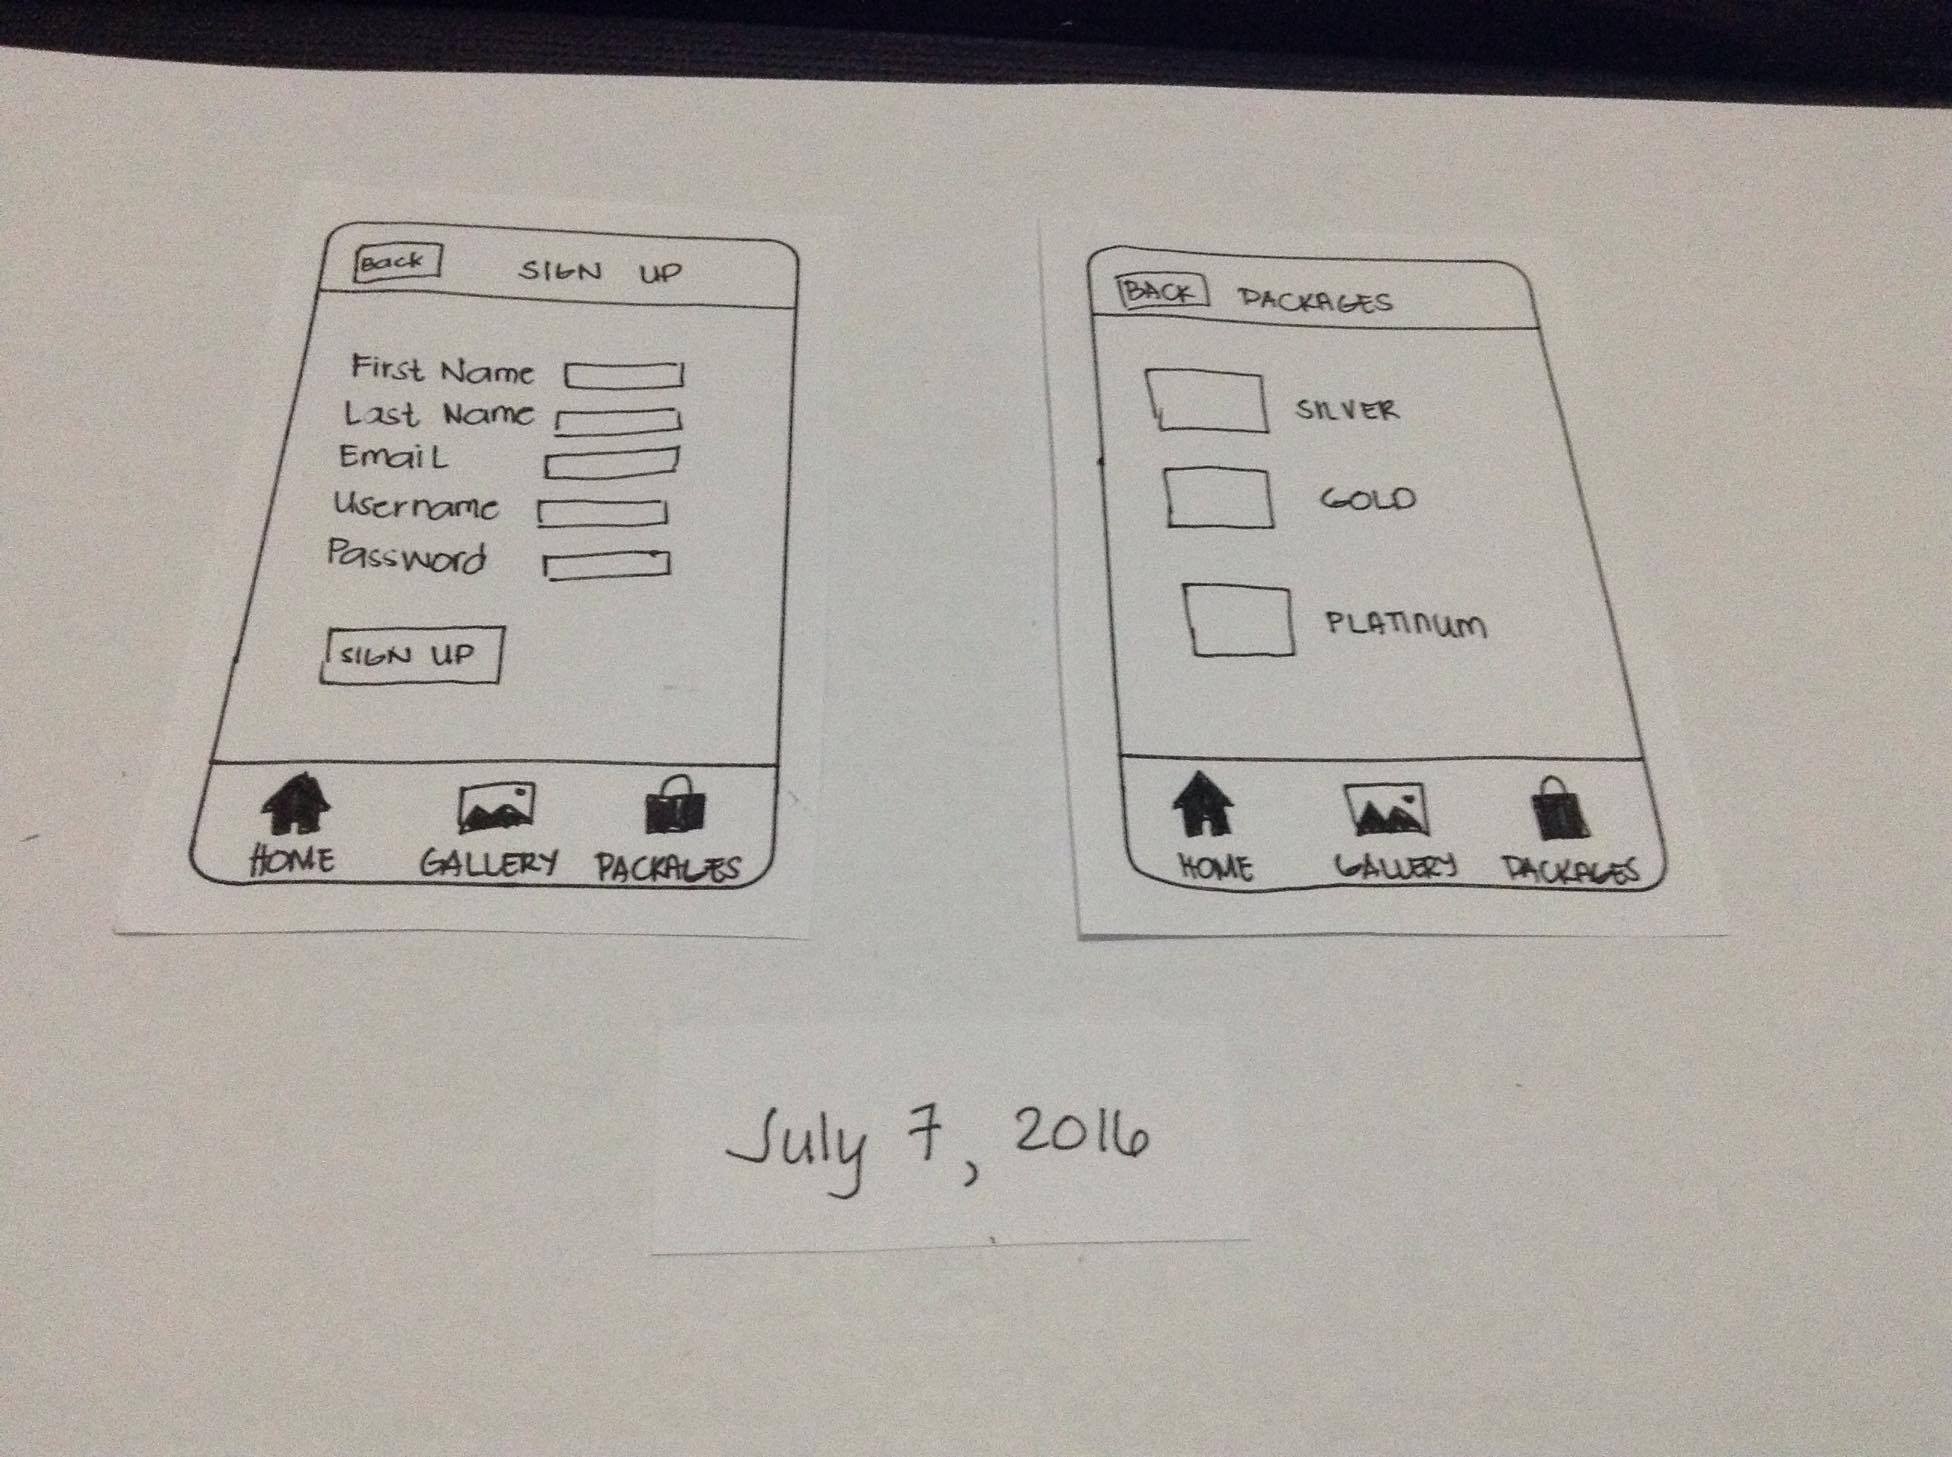 Back SIGN UP
First Name
Last Name
Email
Username
Password
SIGN UP
HOME GALLERY PACKAGES
BACK PACKAGES
SILVER
GOLD
PLATINUM
HOME GALLERY PACKAGES
July 7, 2016